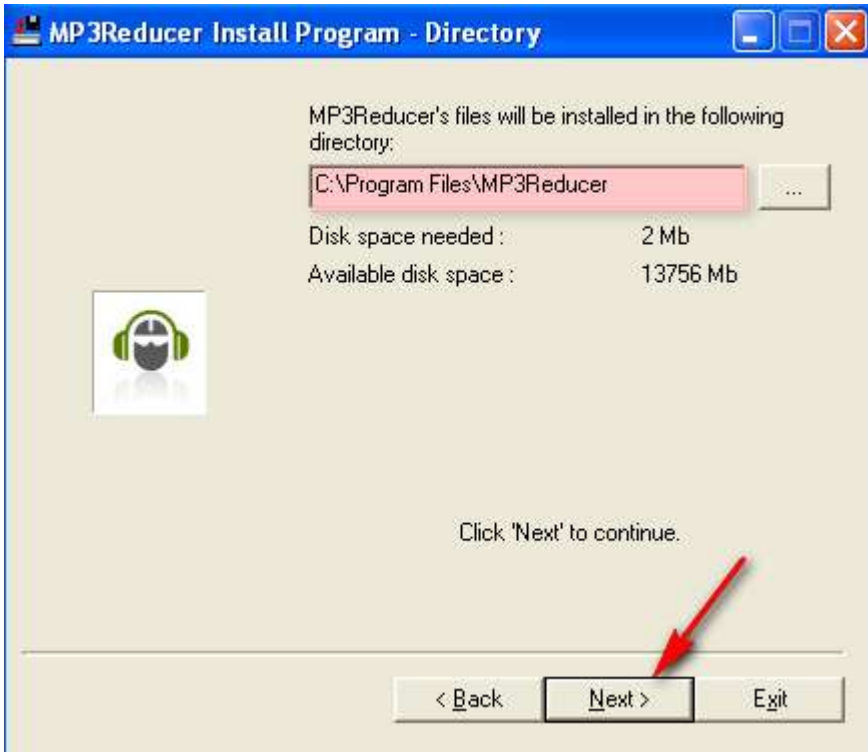 MP3Reducer Install Program - Directory
MP3Reducer's files will be installed in the following
directory:
C:\Program Files\MP3Reducer
...
Disk space needed : 2 Mb
Available disk space : 13756 Mb
Click 'Next' to continue.
< Back Next > Exit